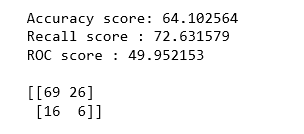 Accuracy score: 64.102564
Recall score : 72.631579
ROC score : 49.952153
[[69 26]
[16 6]]